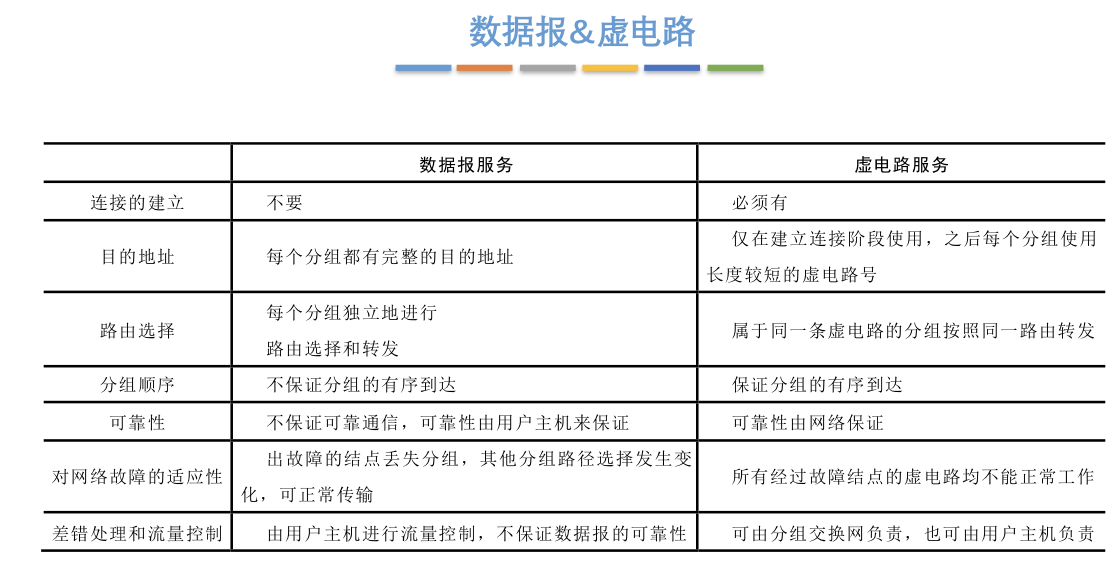 数据报&虚电路
数据报服务 虚电路服务
连接的建立 不要 必须有
目的地址 每个分组都有完整的目的地址 仅在建立连接阶段使用，之后每个分组使用
长度较短的虚电路号
路由选择 每个分组独立地进行
路由选择和转发 属于同一条虚电路的分组按照同一路由转发
分组顺序 不保证分组的有序到达 保证分组的有序到达
可靠性 不保证可靠通信，可靠性由用户主机来保证 可靠性由网络保证
对网络故障的适应性 出故障的结点丢失分组，其他分组路径选择发生变
化，可正常传输 所有经过故障结点的虚电路均不能正常工作
差错处理和流量控制 由用户主机进行流量控制，不保证数据报的可靠性 可由分组交换网负责，也可由用户主机负责